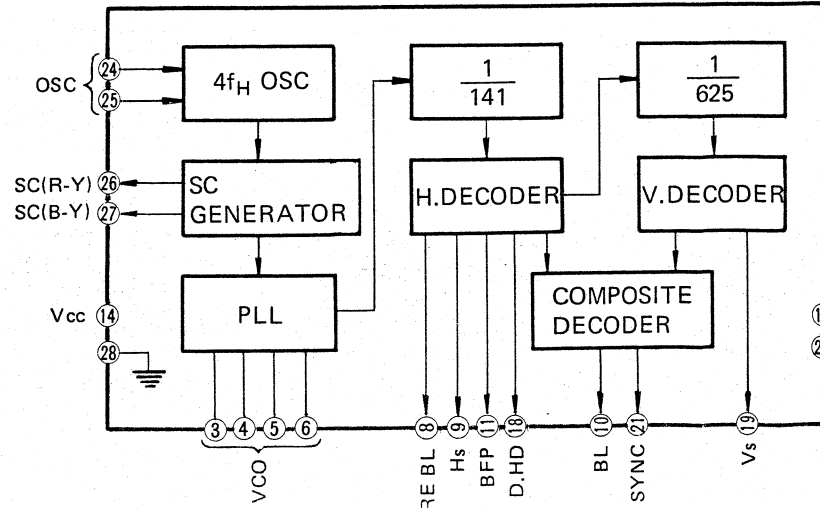 OSC
24
25
4fH OSC
1
141
1
625
SC(R-Y)
26
SC(B-Y)
27
SC
GENERATOR
H.DECODER
V.DECODER
Vcc
14
28
PLL
COMPOSITE
DECODER
3
4
5
6
8
9
11
18
10
21
19
VCO
RE BL
Hs
BFP
D.HD
BL
SYNC
Vs